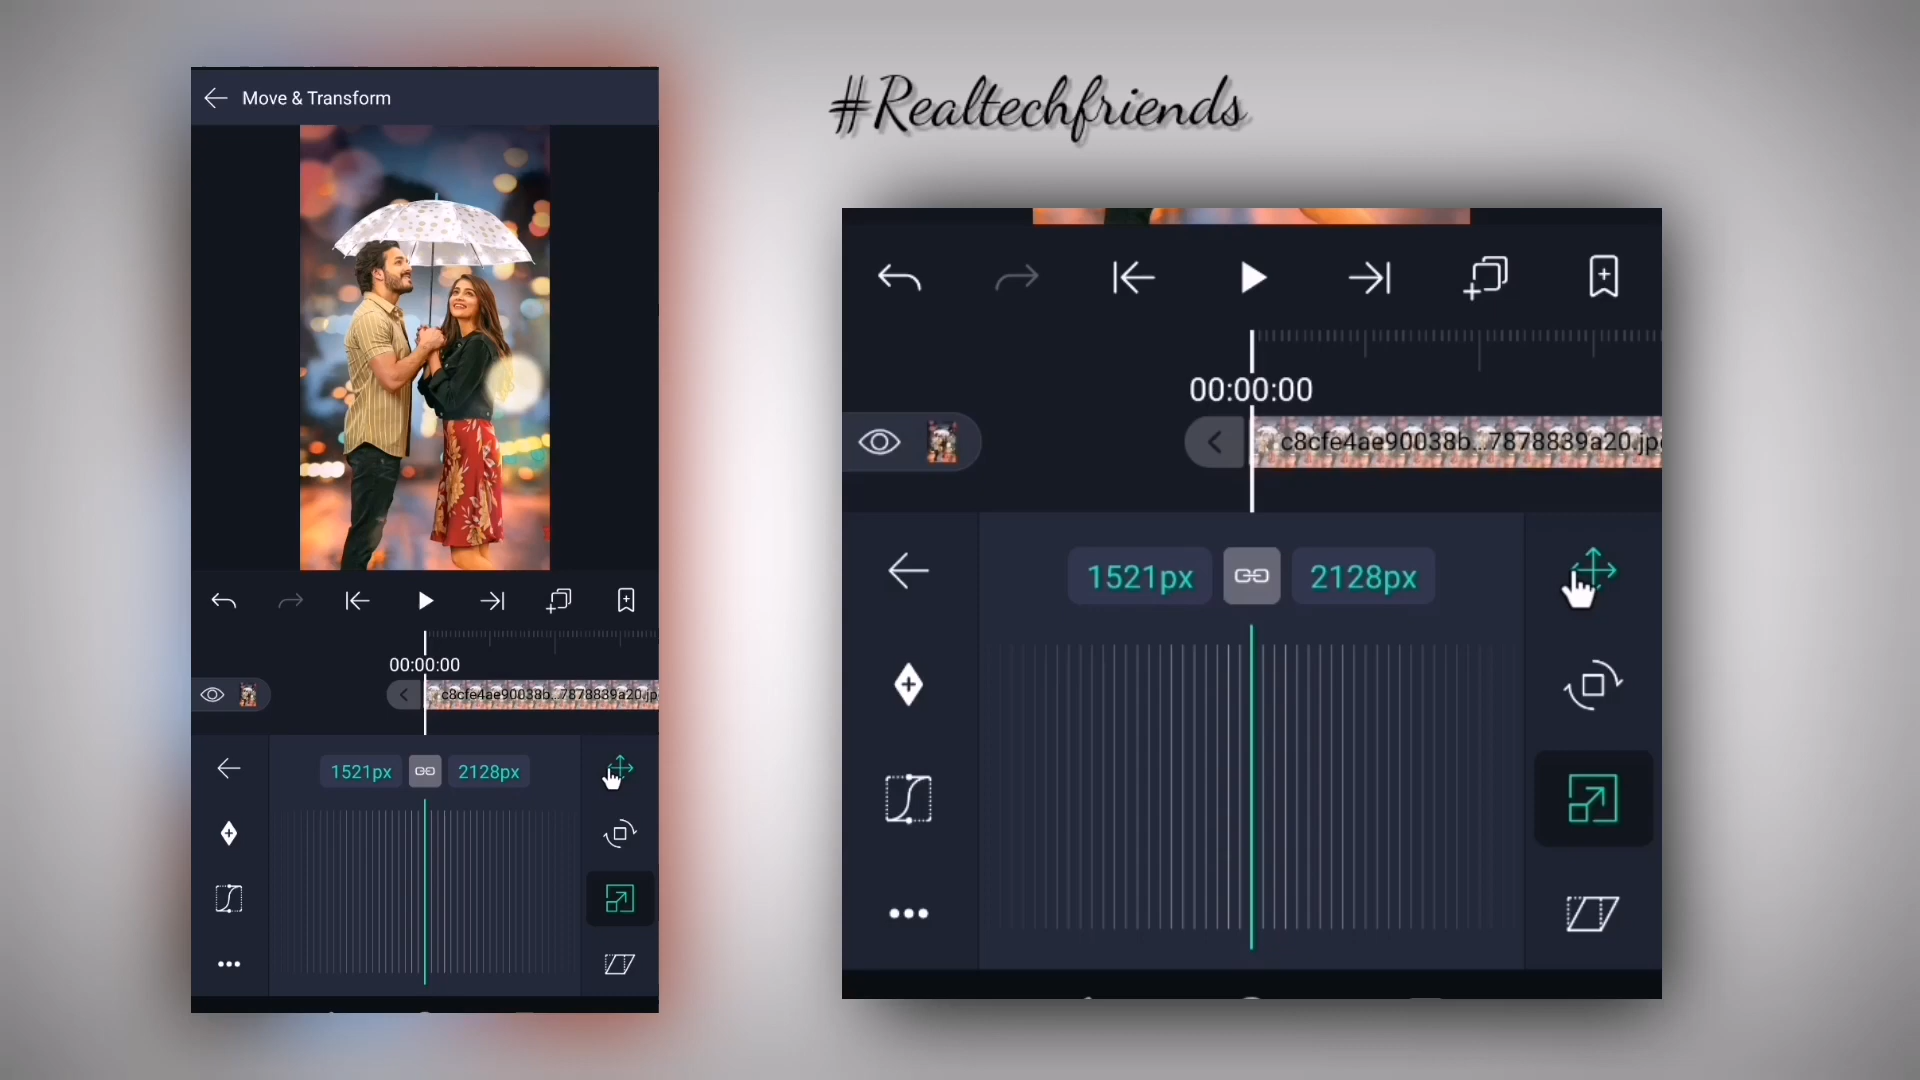 Move & Transform
00:00:00
c8cfe4ae90038b...7878839a20.jp
1521px
2128px
#Realtechfriends
00:00:00
c8cfe4ae90038b...7878839a20.jp
1521px
2128px